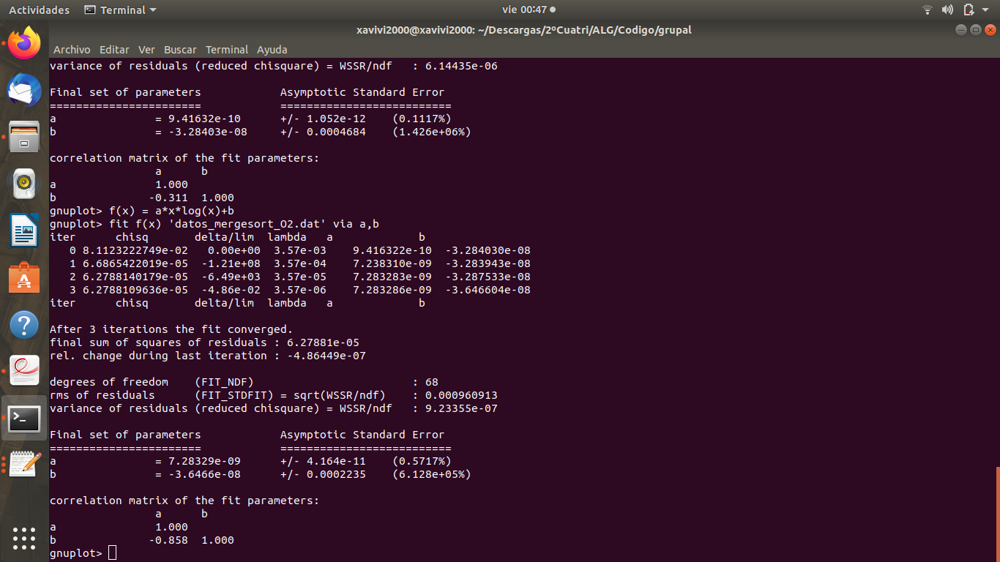 Actividades Terminal vie 00:47
xavivi2000@xavivi2000: ~/Descargas/2ºCuatri/ALG/Codigo/grupal
Archivo Editar Ver Buscar Terminal Ayuda
variance of residuals (reduced chisquare) = WSSR/ndf   : 6.14435e-06
Final set of parameters            Asymptotic Standard Error
=======================            ==========================
a               = 9.41632e-10      +/- 1.052e-12    (0.1117%)
b               = -3.28403e-08     +/- 0.0004684    (1.426e+06%)
correlation matrix of the fit parameters:
                a      b
a               1.000
b              -0.311  1.000
gnuplot> f(x) = a*x*log(x)+b
gnuplot> fit f(x) 'datos_mergesort_O2.dat' via a,b
iter      chisq       delta/lim  lambda   a             b
   0 8.1123222749e-02   0.00e+00  3.57e-03    9.416322e-10  -3.284030e-08
   1 6.6865422019e-05  -1.21e+08  3.57e-04    7.238310e-09  -3.283943e-08
   2 6.2788140179e-05  -6.49e+03  3.57e-05    7.283283e-09  -3.287533e-08
   3 6.2788109636e-05  -4.86e-02  3.57e-06    7.283286e-09  -3.646604e-08
iter      chisq       delta/lim  lambda   a             b
After 3 iterations the fit converged.
final sum of squares of residuals : 6.27881e-05
rel. change during last iteration : -4.86449e-07
degrees of freedom    (FIT_NDF)                        : 68
rms of residuals      (FIT_STDFIT) = sqrt(WSSR/ndf)    : 0.000960913
variance of residuals (reduced chisquare) = WSSR/ndf   : 9.23355e-07
Final set of parameters            Asymptotic Standard Error
=======================            ==========================
a               = 7.28329e-09      +/- 4.164e-11    (0.5717%)
b               = -3.6466e-08      +/- 0.0002235    (6.128e+05%)
correlation matrix of the fit parameters:
                a      b
a               1.000
b              -0.858  1.000
gnuplot>